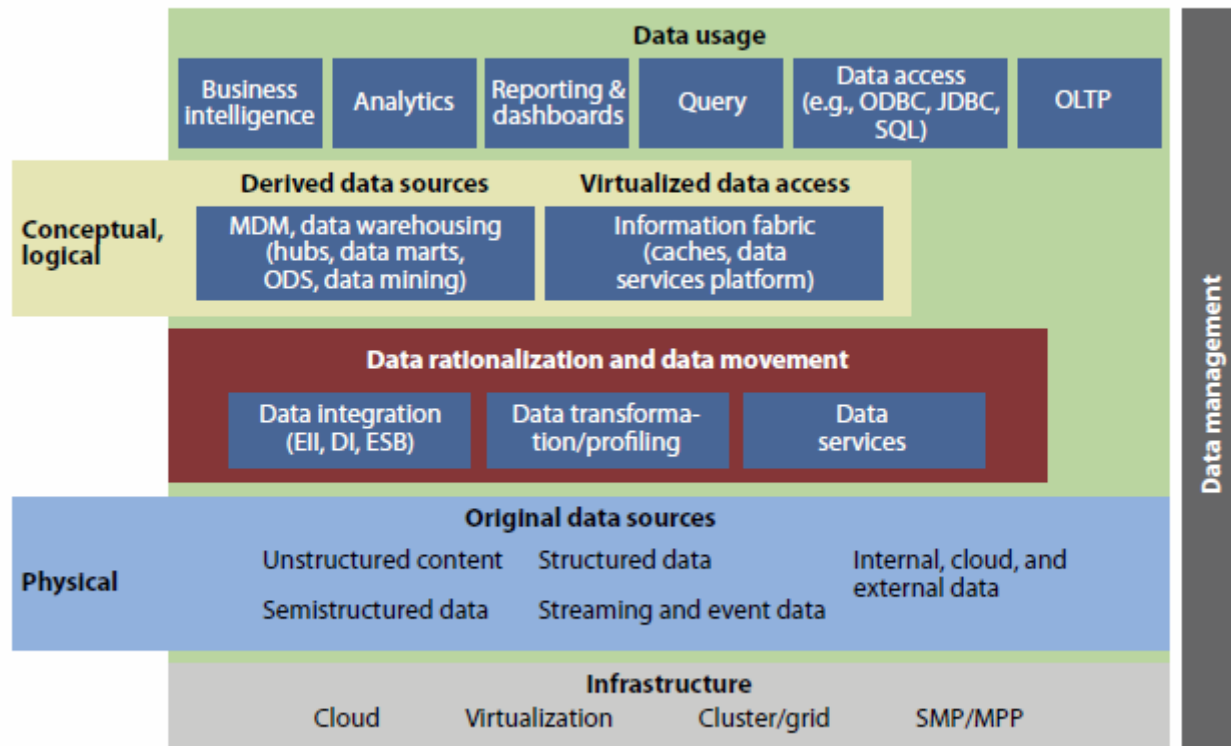 Data usage
Business
intelligence
Analytics
Reporting &
dashboards
Query
Data access
(e.g., ODBC, JDBC,
SQL)
OLTP
Conceptual,
logical
Derived data sources
MDM, data warehousing
(hubs, data marts,
ODS, data mining)
Virtualized data access
Information fabric
(caches, data
services platform)
Data rationalization and data movement
Data integration
(EII, DI, ESB)
Data transforma-
tion/profiling
Data
services
Physical
Original data sources
Unstructured content
Structured data
Internal, cloud, and
external data
Semistructured data
Streaming and event data
Infrastructure
Cloud
Virtualization
Cluster/grid
SMP/MPP
Data management